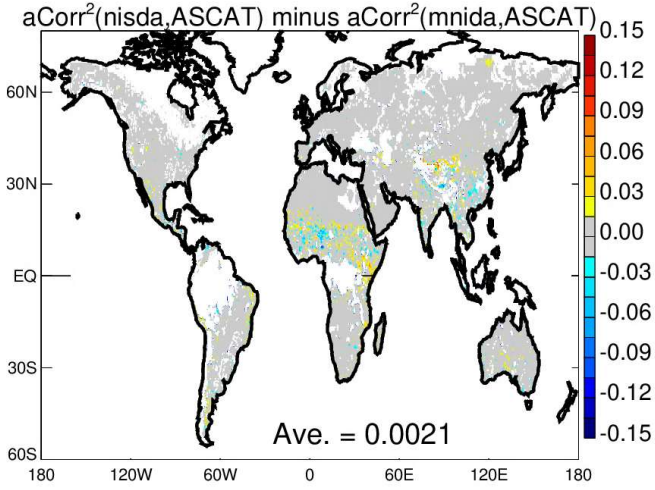 aCorr²(nisda,ASCAT) minus aCorr²(mnida,ASCAT)
0.15
0.12
0.09
0.06
0.03
0.00
-0.03
-0.06
-0.09
-0.12
-0.15
60N
30N
EQ
30S
60S
Ave. = 0.0021
180
120W
60W
0
60E
120E
180